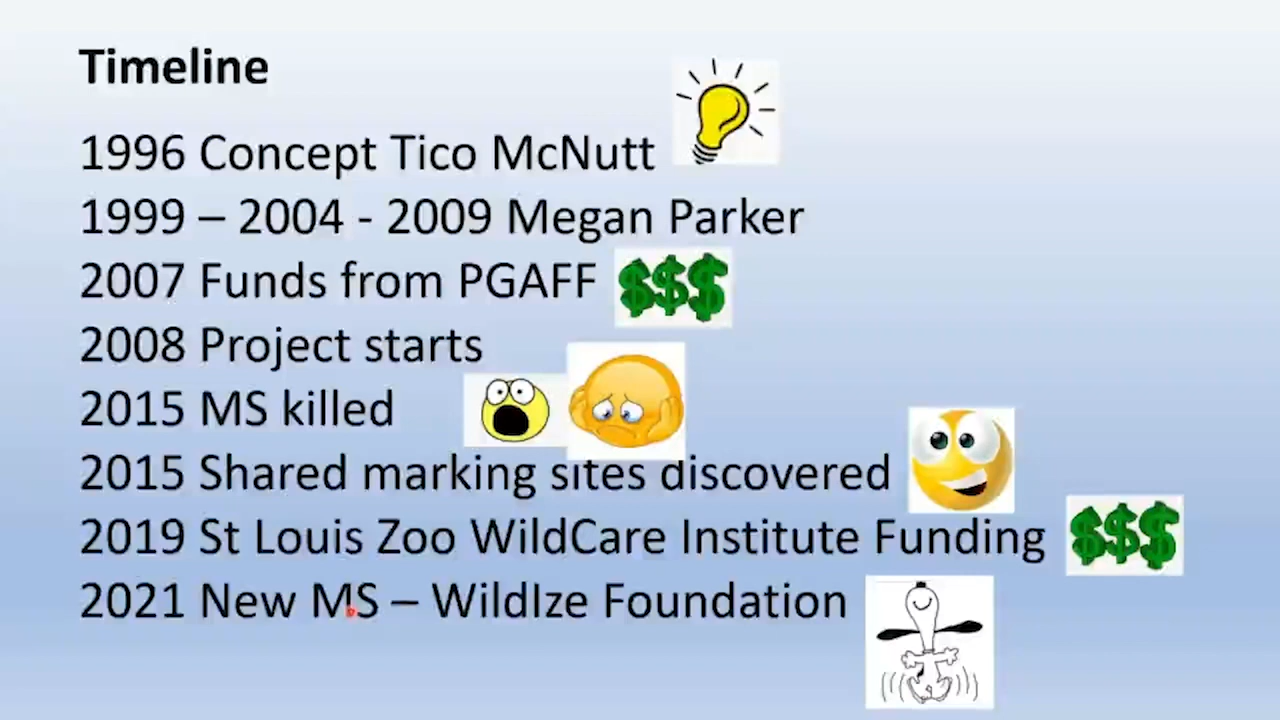 Timeline
1996 Concept Tico McNutt
1999 – 2004 - 2009 Megan Parker
2007 Funds from PGAFF $$$
2008 Project starts
2015 MS killed
2015 Shared marking sites discovered
2019 St Louis Zoo WildCare Institute Funding $$$
2021 New MS – WildIze Foundation